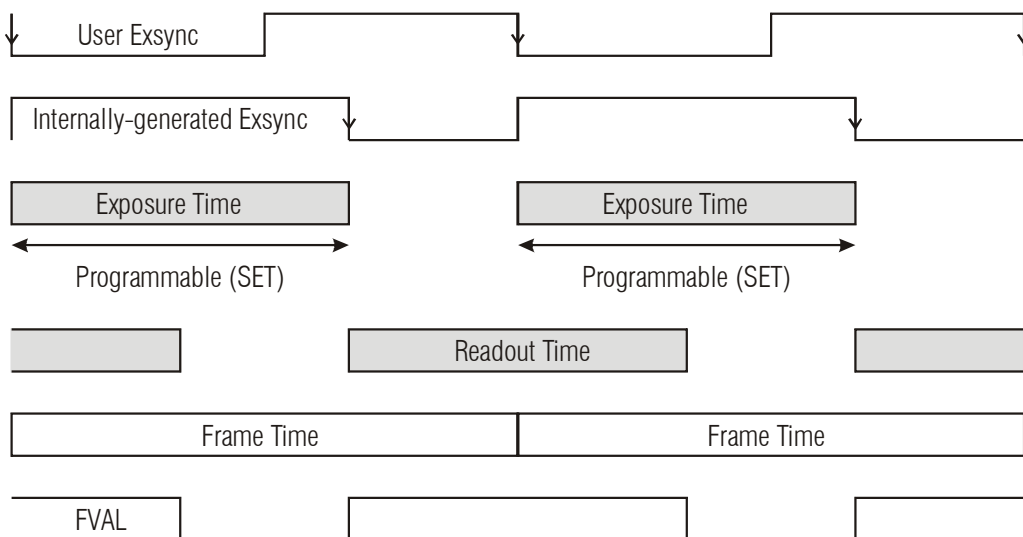 User Exsync
Internally-generated Exsync
Exposure Time Exposure Time
Programmable (SET) Programmable (SET)
Readout Time
Frame Time Frame Time
FVAL